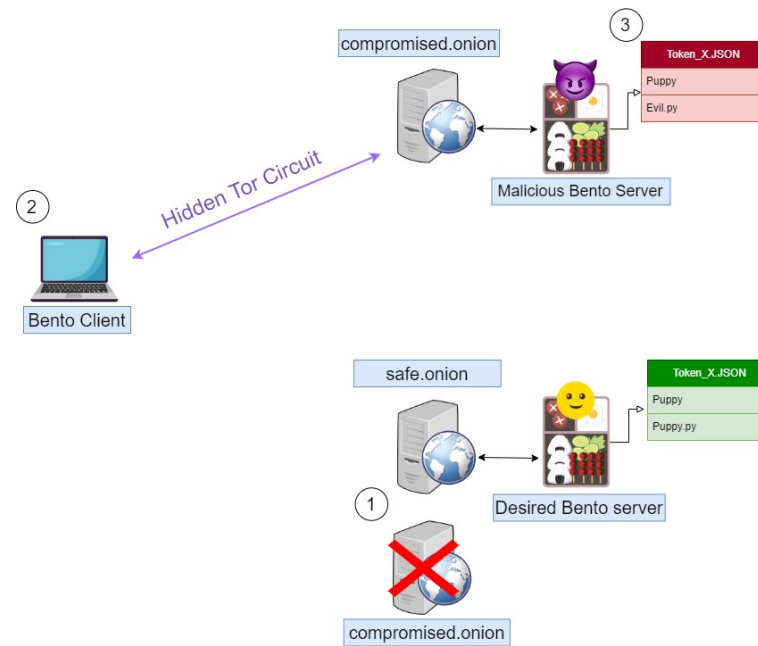 compromised.onion
3
Token_X.JSON
Puppy
Evil.py
Malicious Bento Server
Hidden Tor Circuit
2
Bento Client
safe.onion
Token_X.JSON
Puppy
Puppy.py
Desired Bento server
1
compromised.onion